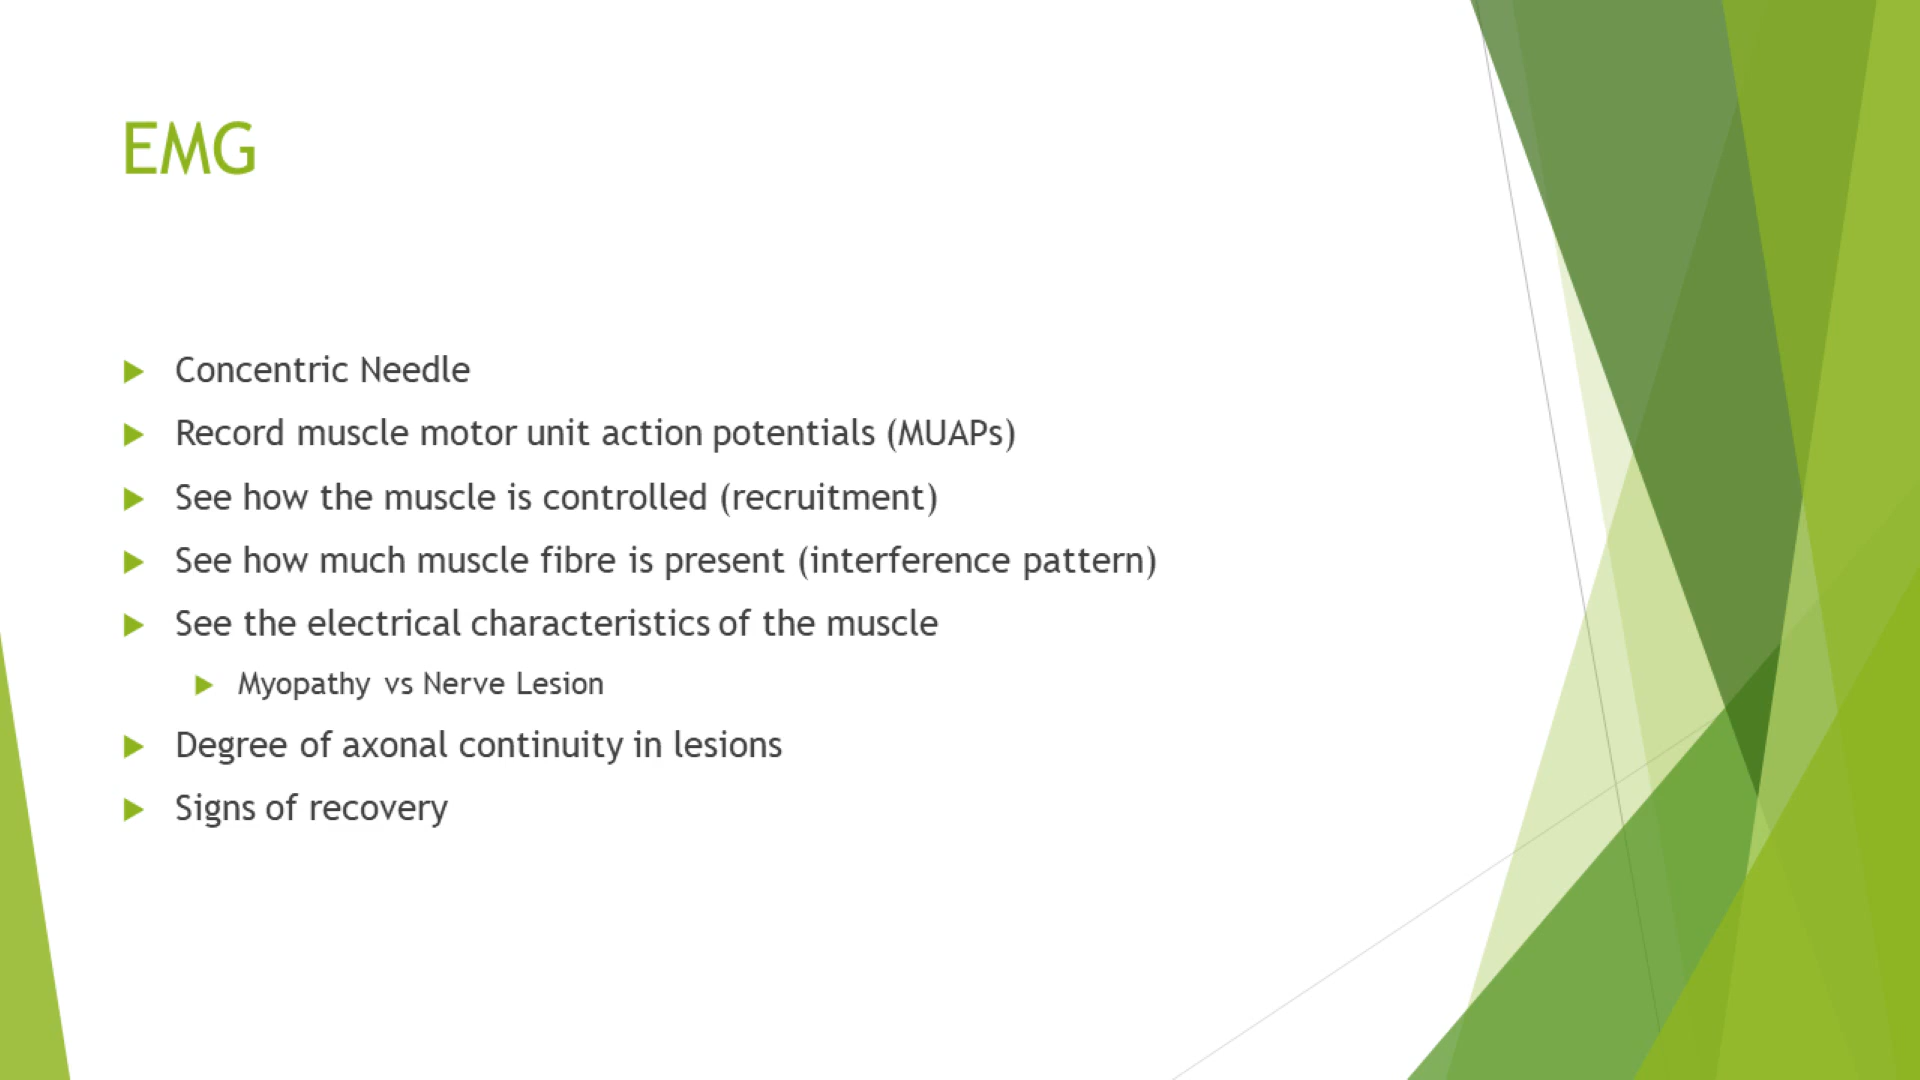 EMG
Concentric Needle
Record muscle motor unit action potentials (MUAPs)
See how the muscle is controlled (recruitment)
See how much muscle fibre is present (interference pattern)
See the electrical characteristics of the muscle
Myopathy vs Nerve Lesion
Degree of axonal continuity in lesions
Signs of recovery